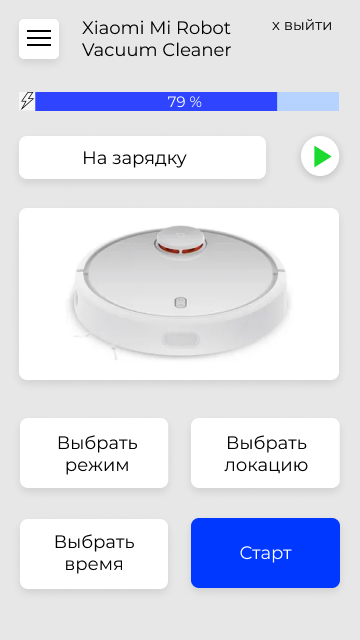 Xiaomi Mi Robot
Vacuum Cleaner
x выйти
79 %
На зарядку
Выбрать
режим
Выбрать
локацию
Выбрать
время
Старт